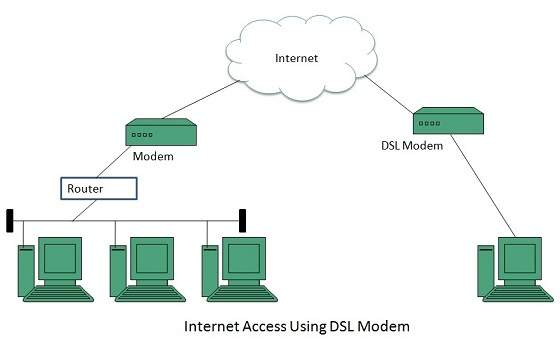 Internet
Modem
DSL Modem
Router
Internet Access Using DSL Modem